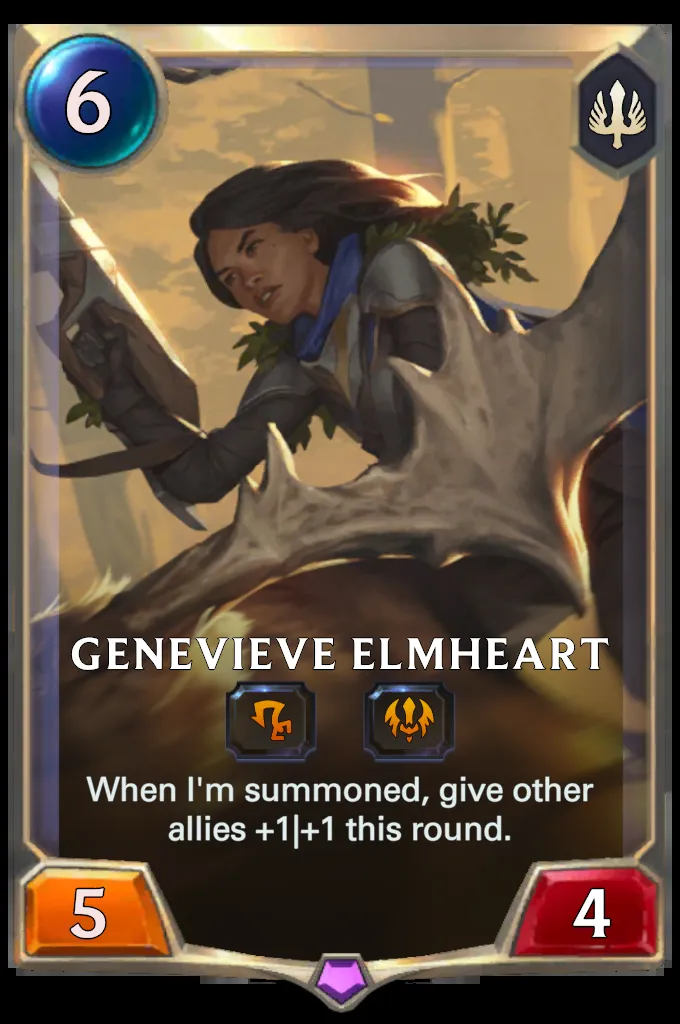 6
GENEVIEVE ELMHEART
When I'm summoned, give other
allies +1|+1 this round.
5
4